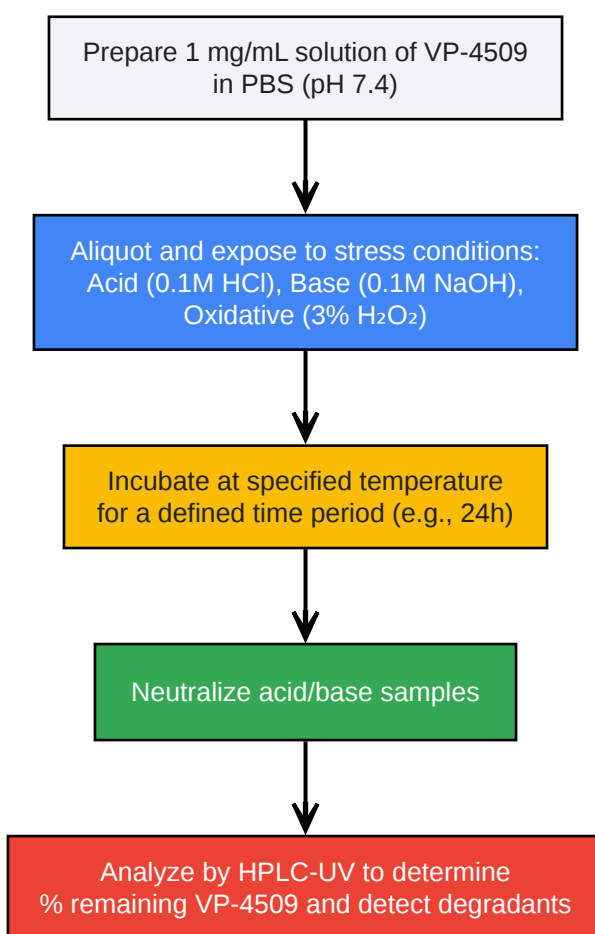 Prepare 1 mg/mL solution of VP-4509
in PBS (pH 7.4)
Aliquot and expose to stress conditions:
Acid (0.1M HCl), Base (0.1M NaOH),
Oxidative (3% H₂O₂)
Incubate at specified temperature
for a defined time period (e.g., 24h)
Neutralize acid/base samples
Analyze by HPLC-UV to determine
% remaining VP-4509 and detect degradants